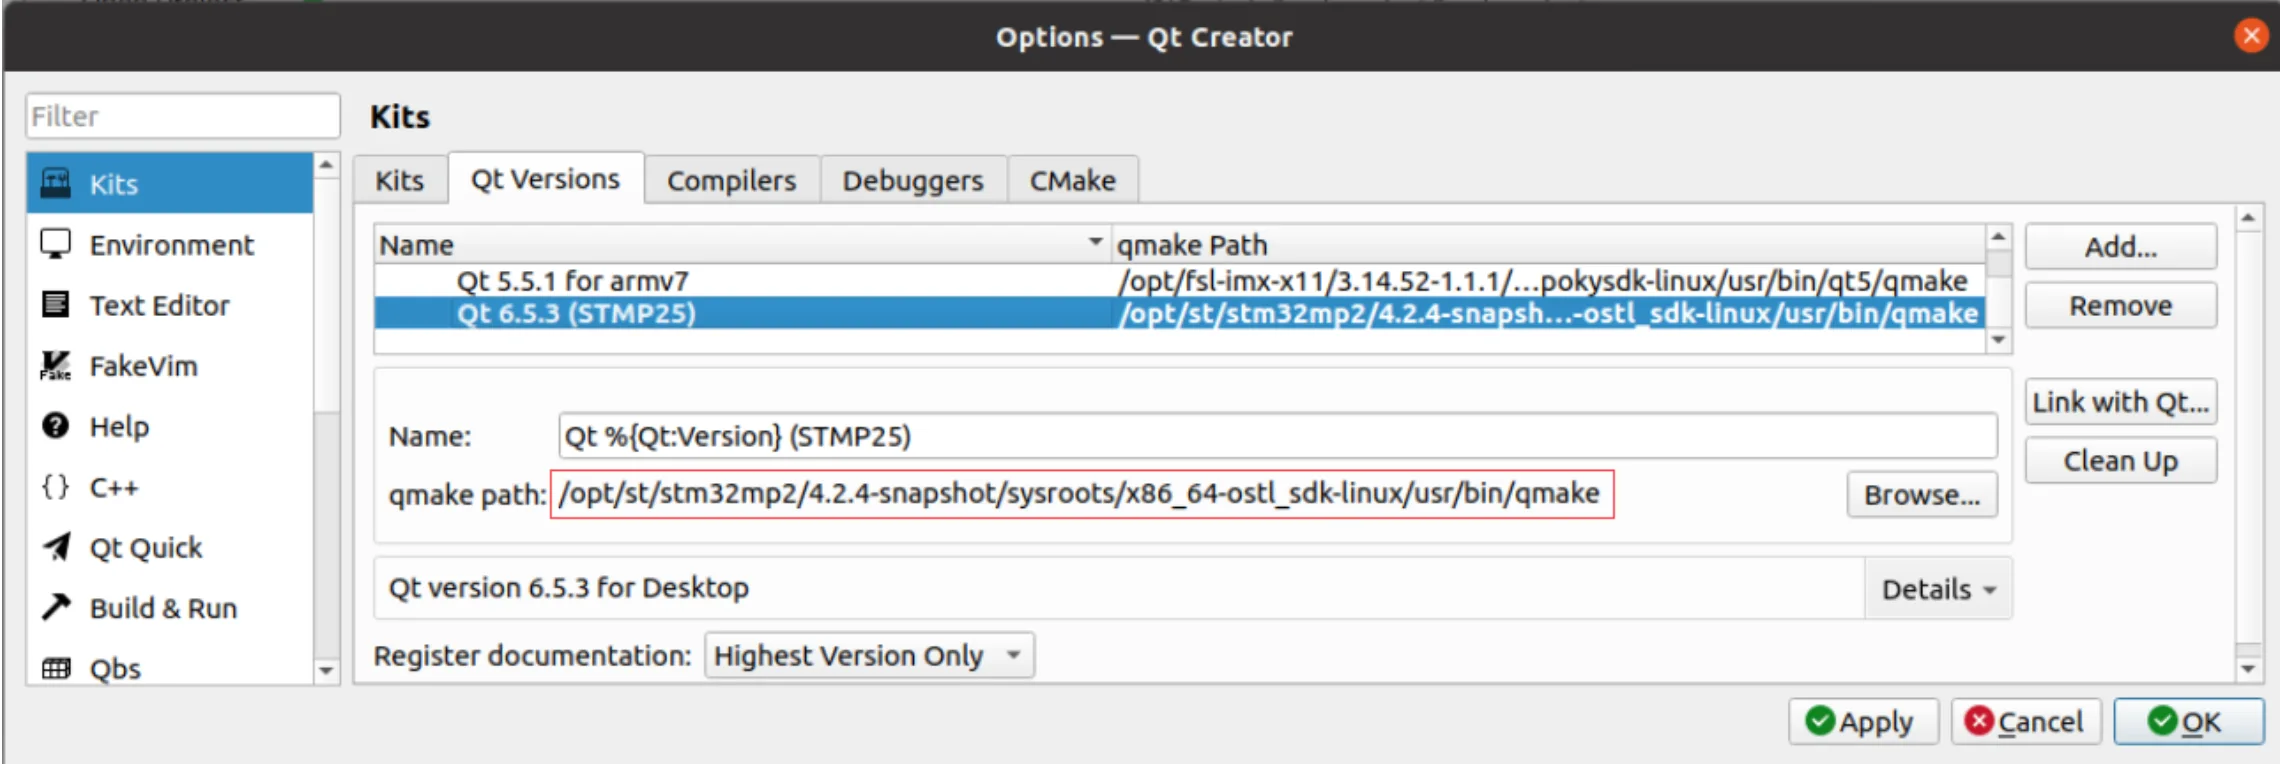 Options — Qt Creator
Filter
Kits
Environment
Text Editor
FakeVim
Help
C++
Qt Quick
Build & Run
Qbs
Kits
Kits Qt Versions Compilers Debuggers CMake
Name qmake Path
Qt 5.5.1 for armv7 /opt/fsl-imx-x11/3.14.52-1.1.1/...pokysdk-linux/usr/bin/qt5/qmake
Qt 6.5.3 (STMP25) /opt/st/stm32mp2/4.2.4-snapsh...-ostl_sdk-linux/usr/bin/qmake
Add...
Remove
Link with Qt...
Clean Up
Name: Qt %{Qt:Version} (STMP25)
qmake path: /opt/st/stm32mp2/4.2.4-snapshot/sysroots/x86_64-ostl_sdk-linux/usr/bin/qmake Browse...
Qt version 6.5.3 for Desktop Details
Register documentation: Highest Version Only
Apply Cancel OK